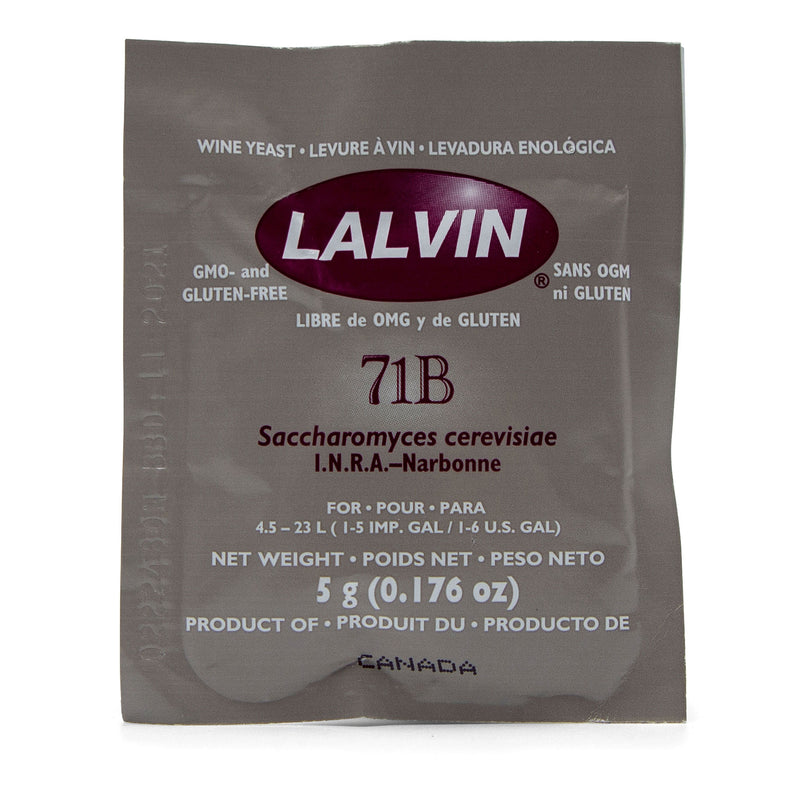 WINE YEAST • LEVURE À VIN • LEVADURA ENOLÓGICA
LALVIN®
GMO- and
GLUTEN-FREE
SANS OGM
ni GLUTEN
LIBRE de OMG y de GLUTEN
71B
Saccharomyces cerevisiae
I.N.R.A.–Narbonne
FOR • POUR • PARA
4.5 – 23 L ( 1-5 IMP. GAL / 1-6 U.S. GAL)
NET WEIGHT • POIDS NET • PESO NETO
5 g (0.176 oz)
PRODUCT OF • PRODUIT DU • PRODUCTO DE
CANADA
11 2021